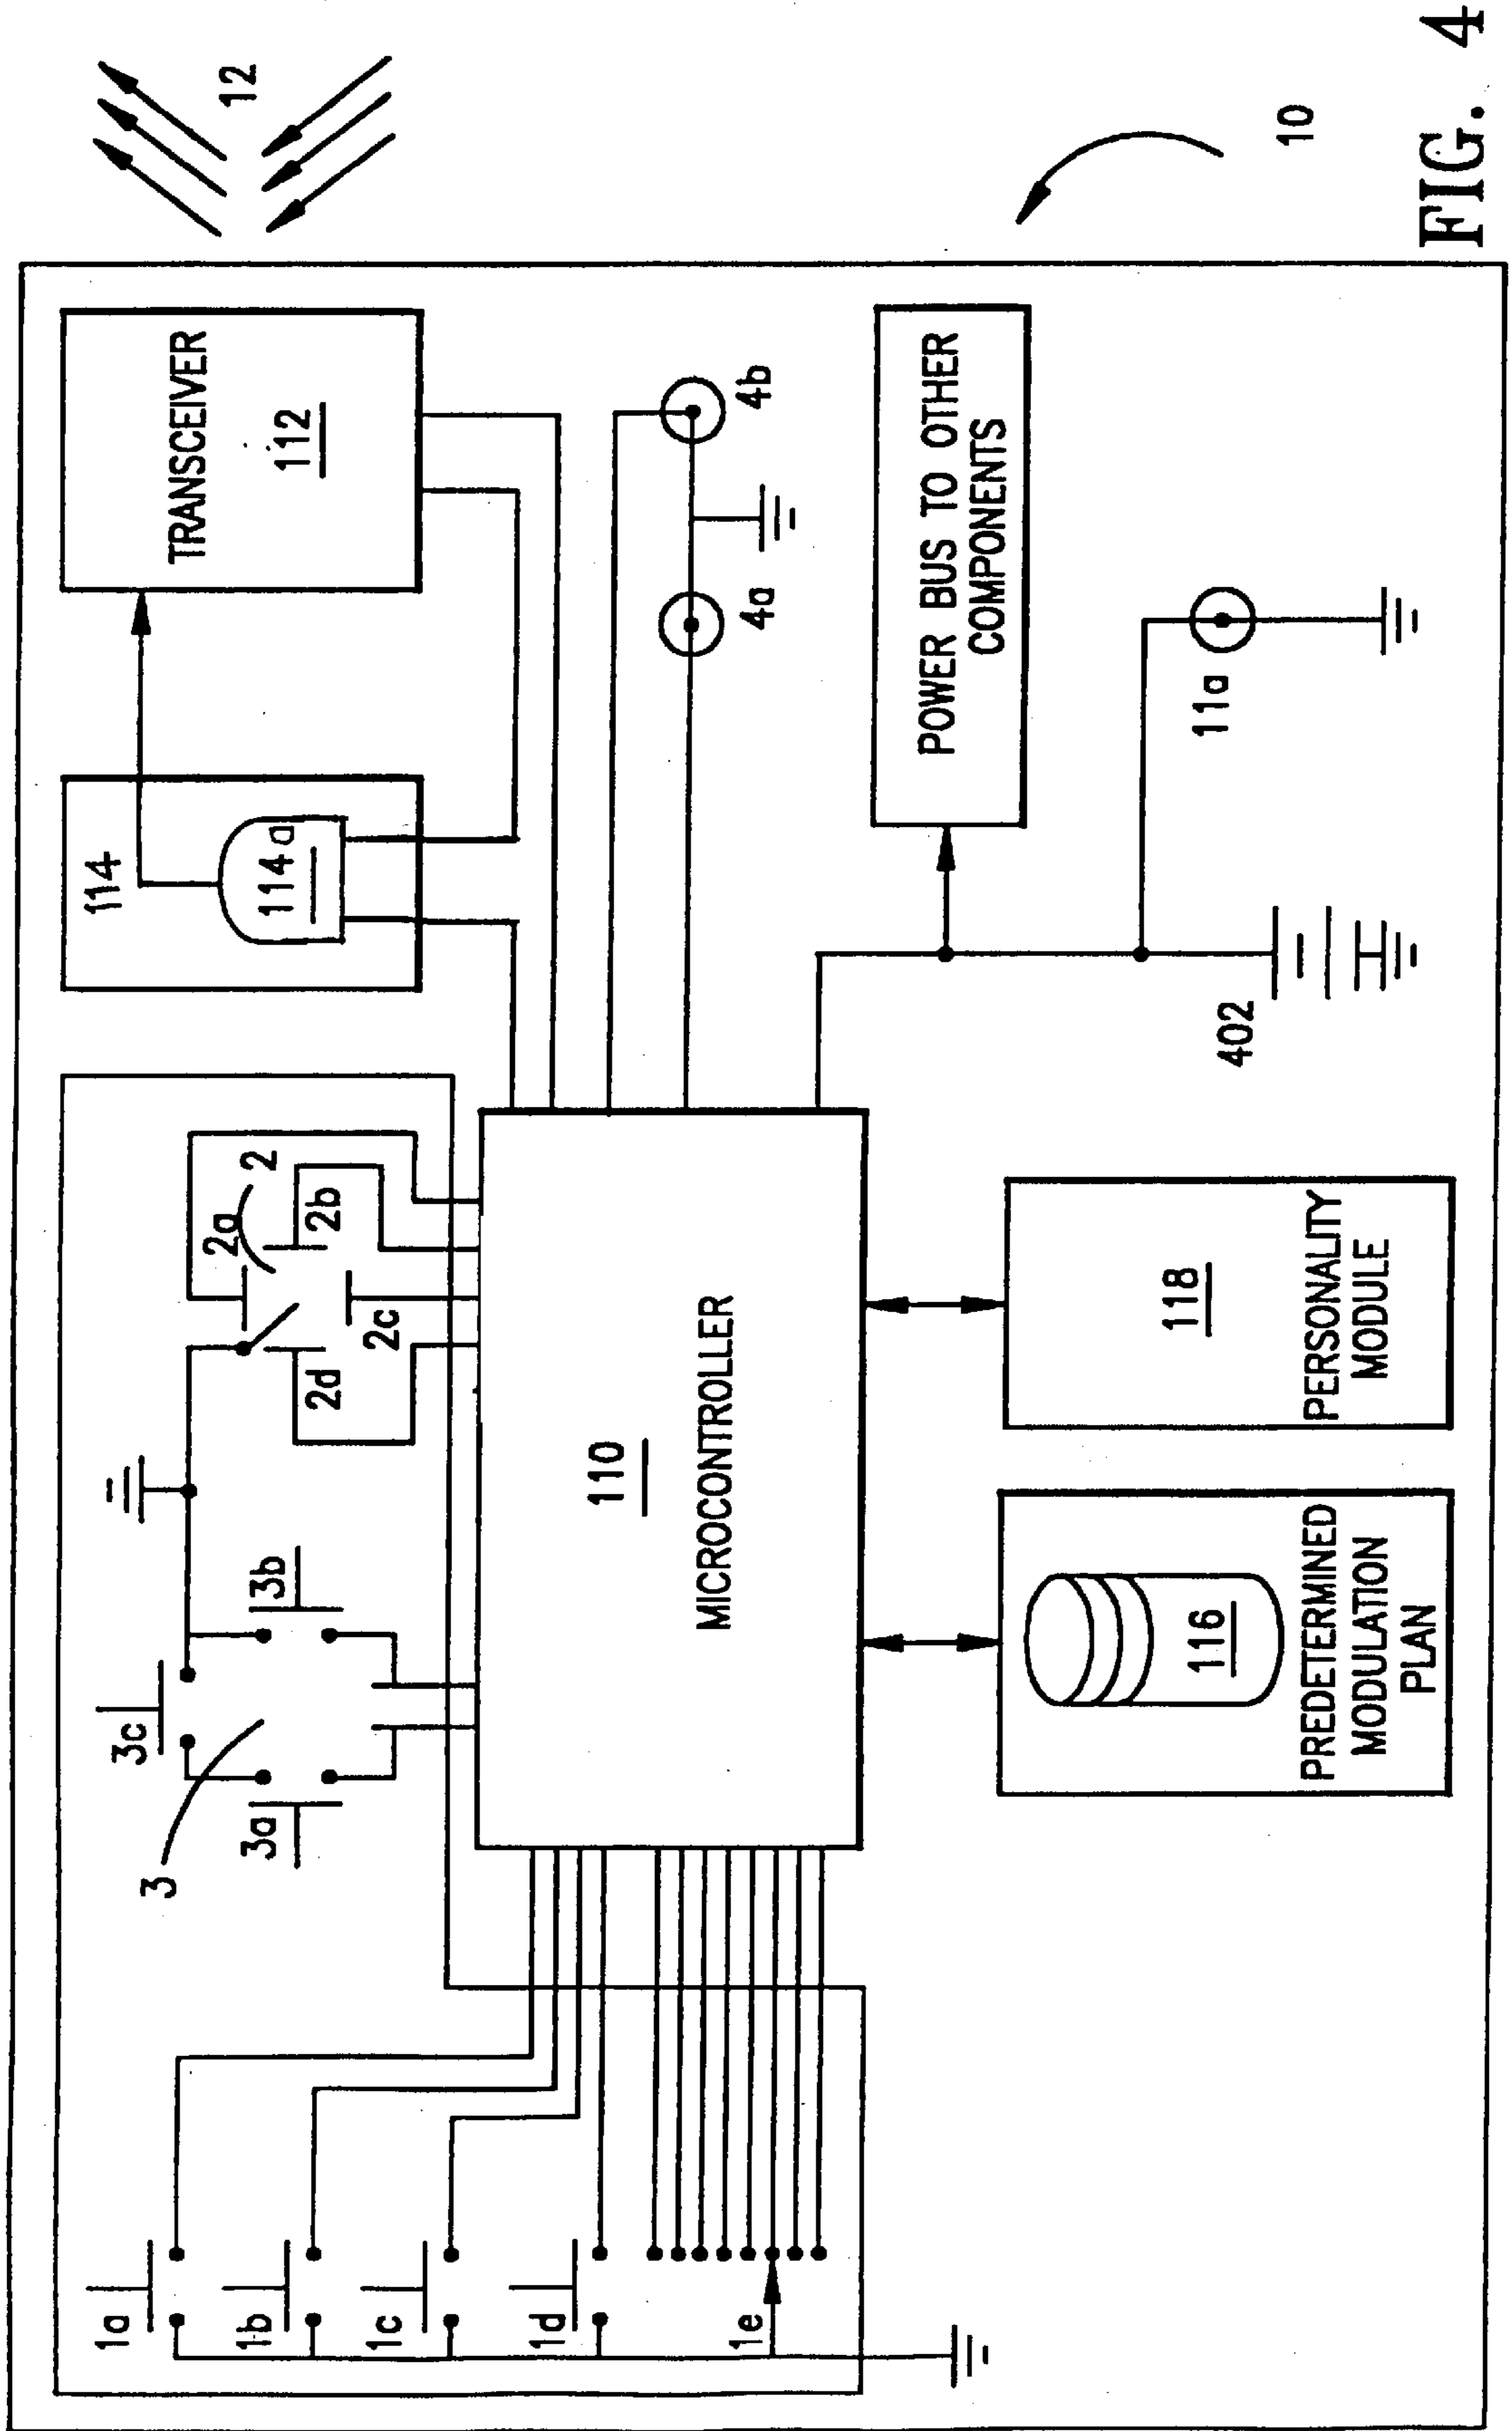 1a
1b
1c
1d
1e
3
3a
3c
3b
2d
2c
2a
2
2b
114
114a
TRANSCEIVER
112
12
110
MICROCONTROLLER
4a
4b
POWER BUS TO OTHER
COMPONENTS
402
11a
116
PREDETERMINED
MODULATION
PLAN
118
PERSONALITY
MODULE
10
FIG. 4